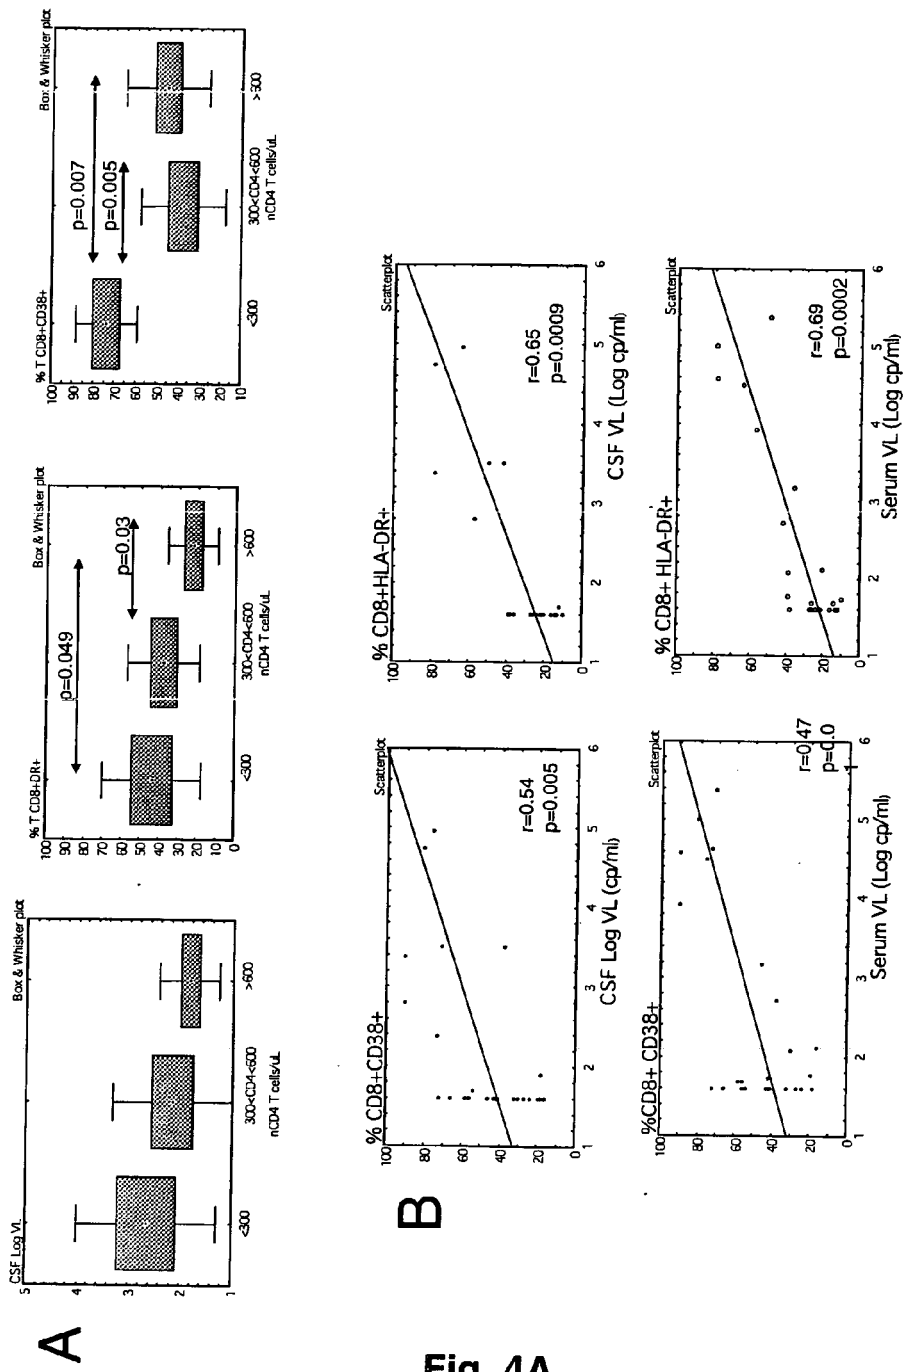 A
CSF Log VL
Box & Whisker plot
5
3
2
1
<300
300<CD4<600
>600
nCD4 T cells/uL
% T CD8+DR+
Box & Whisker plot
100
90
80
70
60
50
40
30
20
10
0
p=0.049
p=0.03
<300
300<CD4<600
>600
nCD4 T cells/uL
% T CD8+CD38+
Box & Whisker plot
100
90
80
70
60
50
40
30
20
10
p=0.007
p=0.005
<300
300<CD4<600
>600
nCD4 T cells/uL
B
% CD8+CD38+
Scatterplot
100
80
60
40
20
0
r=0.54
p=0.005
1 2 3 4 5 6
CSF Log VL (cp/ml)
% CD8+HLA-DR+
Scatterplot
100
80
60
40
20
0
r=0.65
p=0.0009
1 2 3 4 5 6
CSF VL (Log cp/ml)
%CD8+ CD38+
Scatterplot
100
80
60
40
20
0
r=0.47
p=0.0
1 2 3 4 5 6
Serum VL (Log cp/ml)
% CD8+ HLA-DR+
Scatterplot
100
80
60
40
20
0
r=0.69
p=0.0002
1 2 3 4 5 6
Serum VL (Log cp/ml)
Fig. 4A